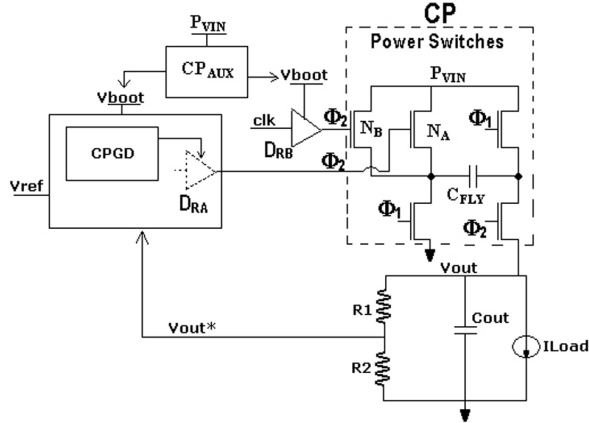 CP
Power Switches
PVIN
PVIN
CPAUX
Vboot
Vboot
clk
DRB
Φ2
NB
NA
Φ1
CPGD
DRA
Φ2
CFLY
Vref
Φ1
Φ2
Vout
R1
Cout
ILoad
Vout*
R2